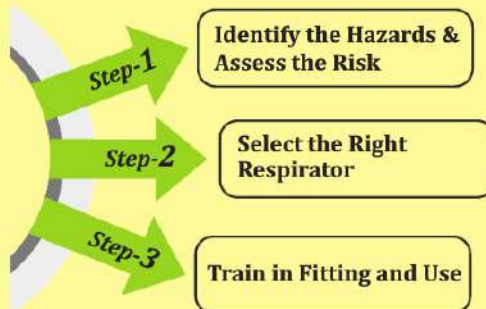 Step-1
Identify the Hazards &
Assess the Risk
Step-2
Select the Right
Respirator
Step-3
Train in Fitting and Use